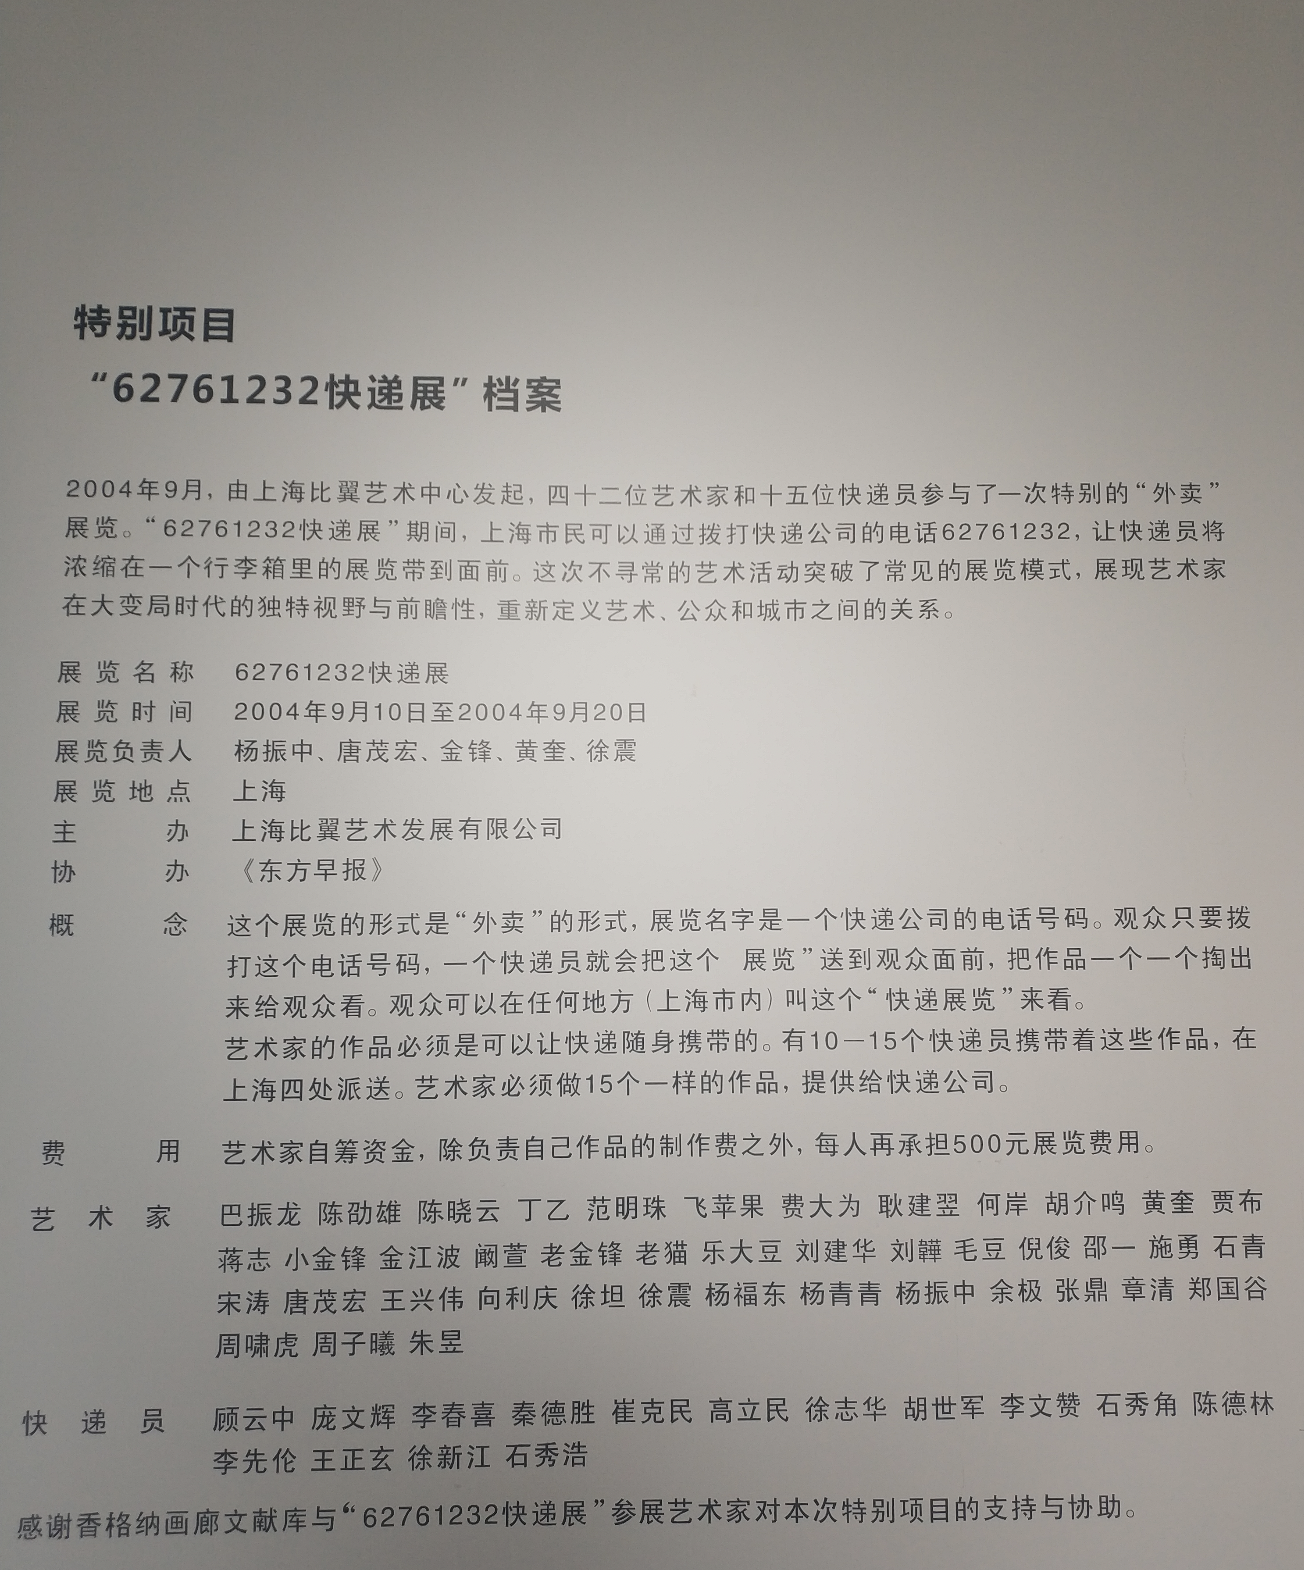 特别项目
“62761232快递展”档案
2004年9月，由上海比翼艺术中心发起，四十二位艺术家和十五位快递员参与了一次特别的“外卖”
展览。“62761232快递展”期间，上海市民可以通过拨打快递公司的电话62761232，让快递员将
浓缩在一个行李箱里的展览带到面前。这次不寻常的艺术活动突破了常见的展览模式，展现艺术家
在大变局时代的独特视野与前瞻性，重新定义艺术、公众和城市之间的关系。
展览名称 62761232快递展
展览时间 2004年9月10日至2004年9月20日
展览负责人 杨振中、唐茂宏、金锋、黄奎、徐震
展览地点 上海
主办 上海比翼艺术发展有限公司
协办 《东方早报》
概念 这个展览的形式是“外卖”的形式，展览名字是一个快递公司的电话号码。观众只要拨
打这个电话号码，一个快递员就会把这个 展览”送到观众面前，把作品一个一个掏出
来给观众看。观众可以在任何地方（上海市内）叫这个“快递展览”来看。
艺术家的作品必须是可以让快递随身携带的。有10－15个快递员携带着这些作品，在
上海四处派送。艺术家必须做15个一样的作品，提供给快递公司。
费用 艺术家自筹资金，除负责自己作品的制作费之外，每人再承担500元展览费用。
艺术家 巴振龙 陈劭雄 陈晓云 丁乙 范明珠 飞苹果 费大为 耿建翌 何岸 胡介鸣 黄奎 贾布
蒋志 小金锋 金江波 阚萱 老金锋 老猫 乐大豆 刘建华 刘韡 毛豆 倪俊 邵一 施勇 石青
宋涛 唐茂宏 王兴伟 向利庆 徐坦 徐震 杨福东 杨青青 杨振中 余极 张鼎 章清 郑国谷
周啸虎 周子曦 朱昱
快递员 顾云中 庞文辉 李春喜 秦德胜 崔克民 高立民 徐志华 胡世军 李文赞 石秀角 陈德林
李先伦 王正玄 徐新江 石秀浩
感谢香格纳画廊文献库与“62761232快递展”参展艺术家对本次特别项目的支持与协助。